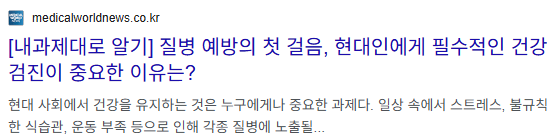 medicalworldnews.co.kr
[내과제대로 알기] 질병 예방의 첫 걸음, 현대인에게 필수적인 건강
검진이 중요한 이유는?
현대 사회에서 건강을 유지하는 것은 누구에게나 중요한 과제다. 일상 속에서 스트레스, 불규칙
한 식습관, 운동 부족 등으로 인해 각종 질병에 노출될...